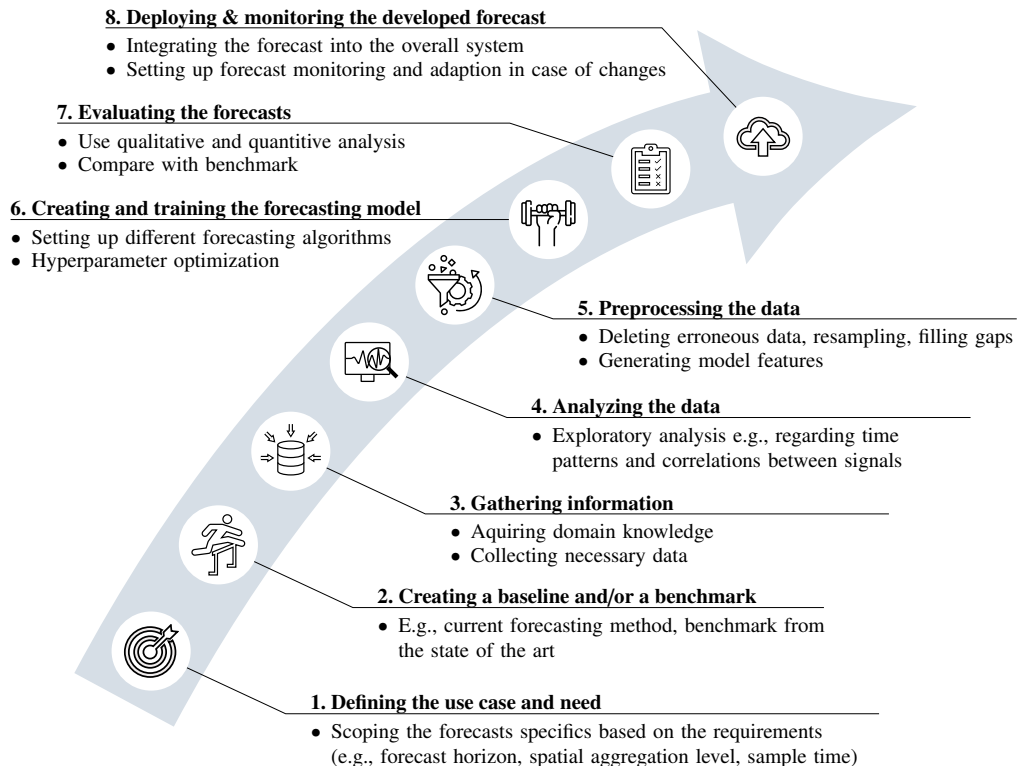 8. Deploying & monitoring the developed forecast
• Integrating the forecast into the overall system
• Setting up forecast monitoring and adaption in case of changes
7. Evaluating the forecasts
• Use qualitative and quantitive analysis
• Compare with benchmark
6. Creating and training the forecasting model
• Setting up different forecasting algorithms
• Hyperparameter optimization
5. Preprocessing the data
• Deleting erroneous data, resampling, filling gaps
• Generating model features
4. Analyzing the data
• Exploratory analysis e.g., regarding time
patterns and correlations between signals
3. Gathering information
• Aquiring domain knowledge
• Collecting necessary data
2. Creating a baseline and/or a benchmark
• E.g., current forecasting method, benchmark from
the state of the art
1. Defining the use case and need
• Scoping the forecasts specifics based on the requirements
(e.g., forecast horizon, spatial aggregation level, sample time)